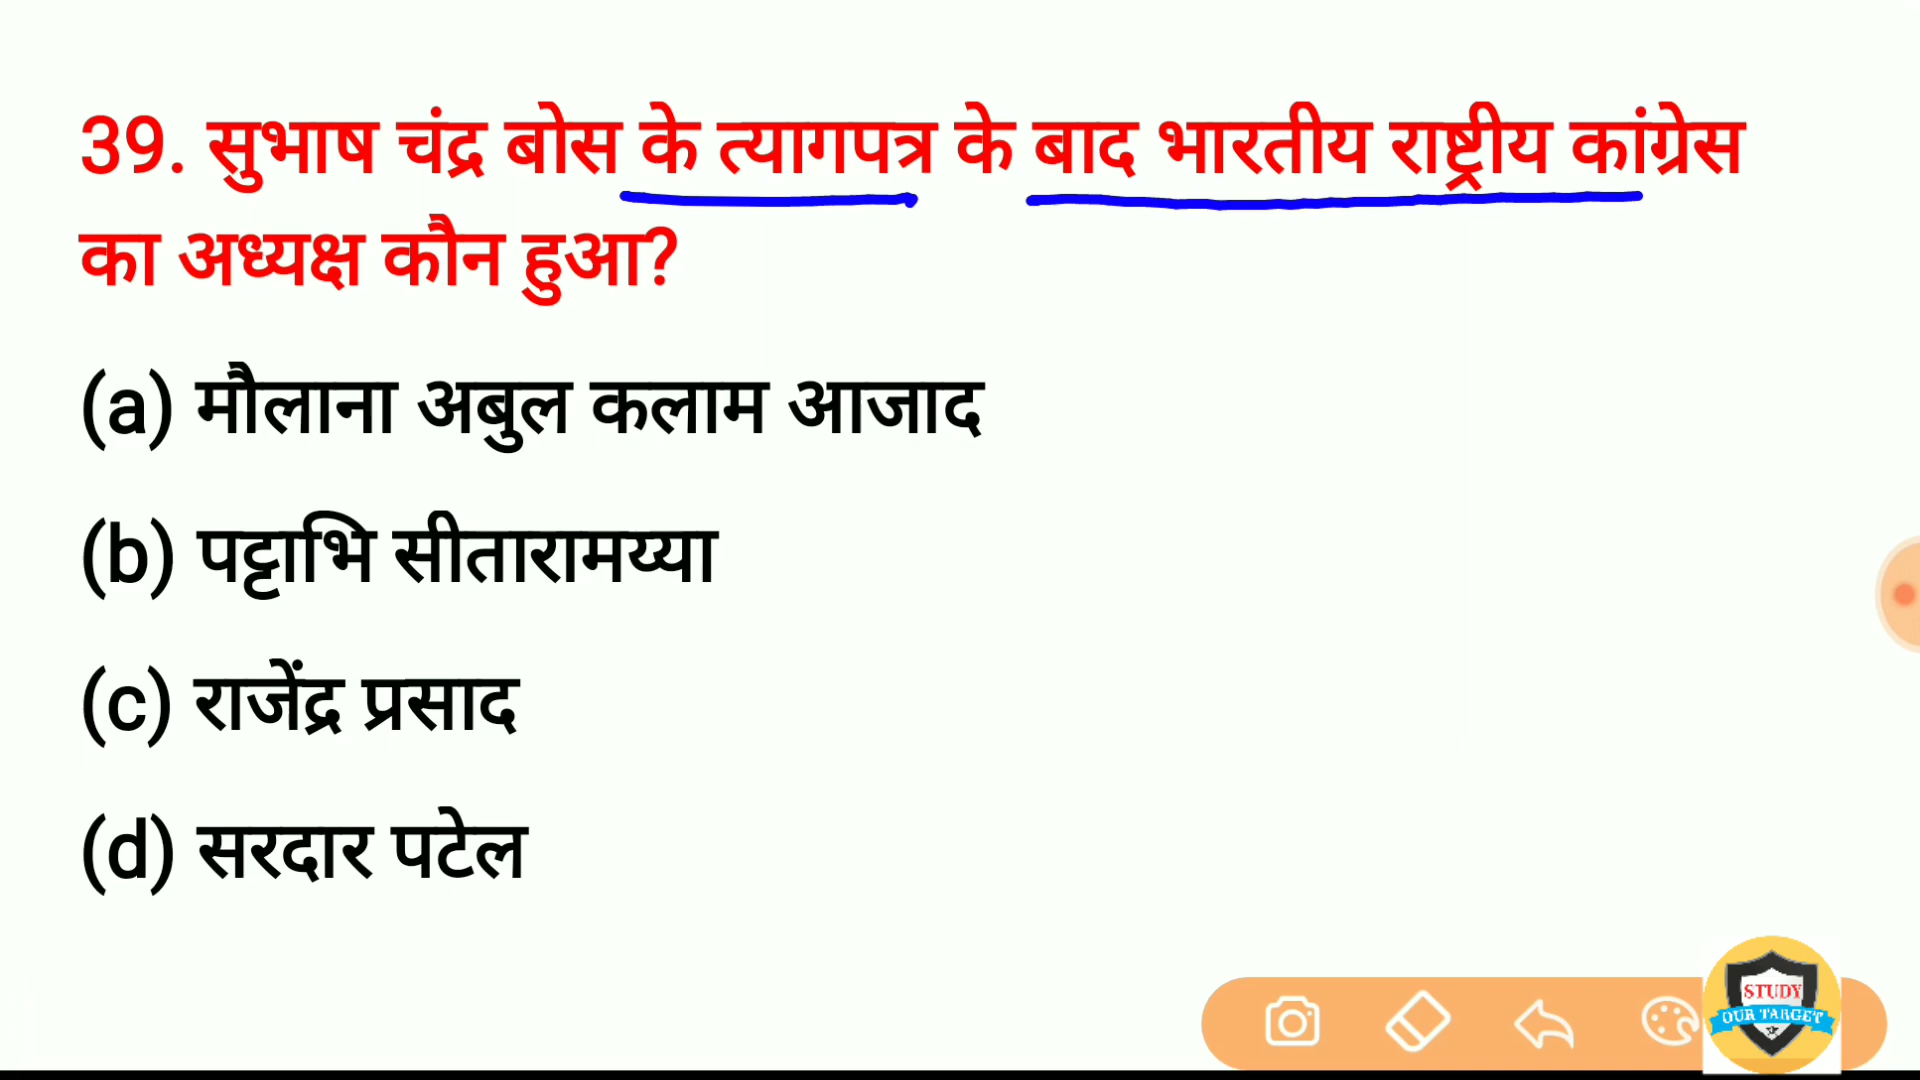 39. सुभाष चंद्र बोस के त्यागपत्र के बाद भारतीय राष्ट्रीय कांग्रेस
का अध्यक्ष कौन हुआ?
(a) मौलाना अबुल कलाम आजाद
(b) पट्टाभि सीतारामय्या
(c) राजेंद्र प्रसाद
(d) सरदार पटेल
STUDY
OUR TARGET